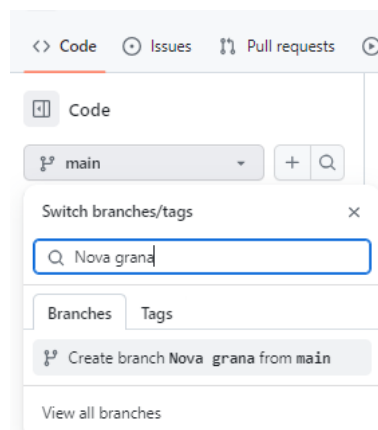 Code Issues Pull requests
Code
main
Switch branches/tags
Nova grana
Branches Tags
Create branch Nova grana from main
View all branches